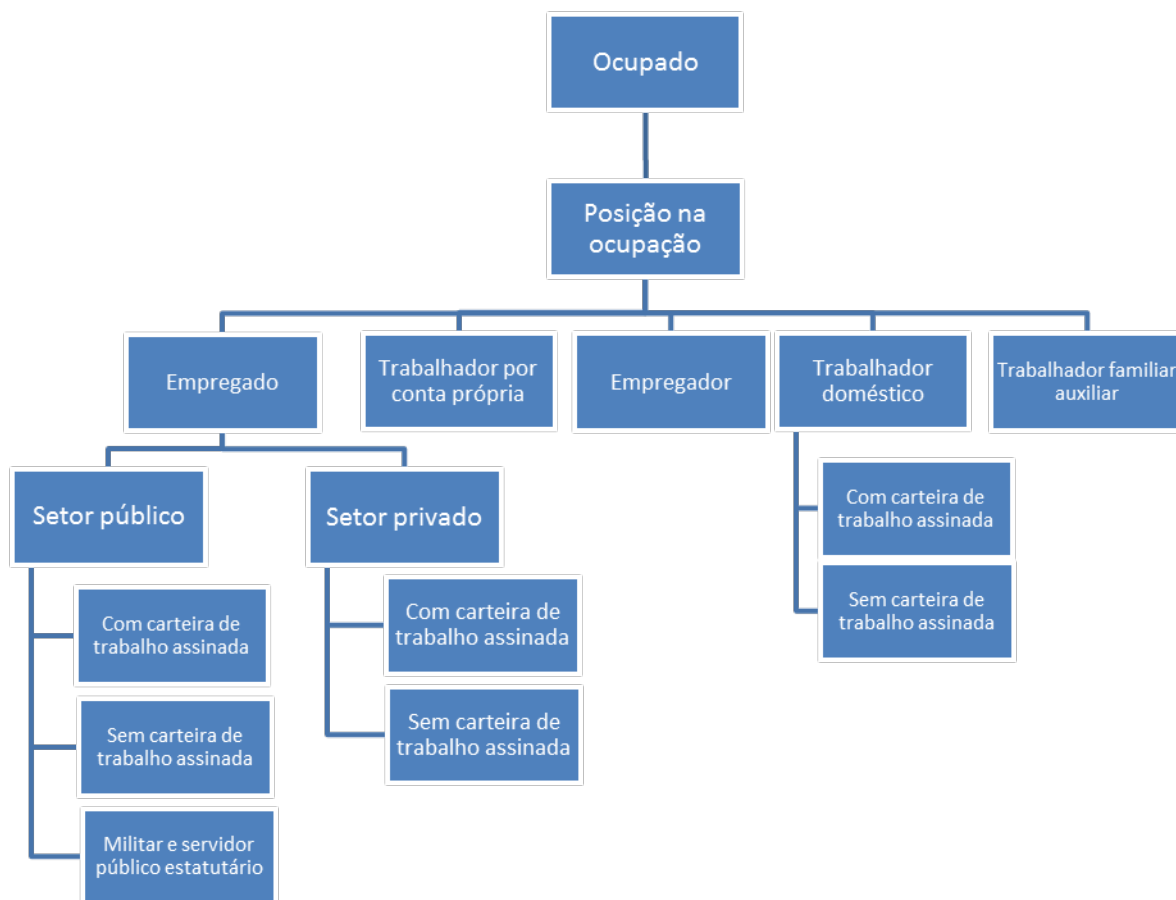 Ocupado
Posição na
ocupação
Empregado
Trabalhador por
conta própria
Empregador
Trabalhador
doméstico
Trabalhador familiar
auxiliar
Setor público
Setor privado
Com carteira de
trabalho assinada
Sem carteira de
trabalho assinada
Militar e servidor
público estatutário
Com carteira de
trabalho assinada
Sem carteira de
trabalho assinada
Com carteira de
trabalho assinada
Sem carteira de
trabalho assinada